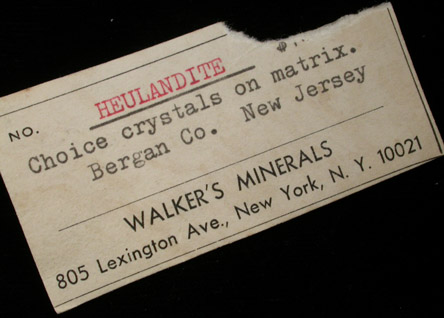 NO.
HEULANDITE
Choice crystals on matrix.
Bergan Co. New Jersey
WALKER'S MINERALS
805 Lexington Ave., New York, N. Y. 10021